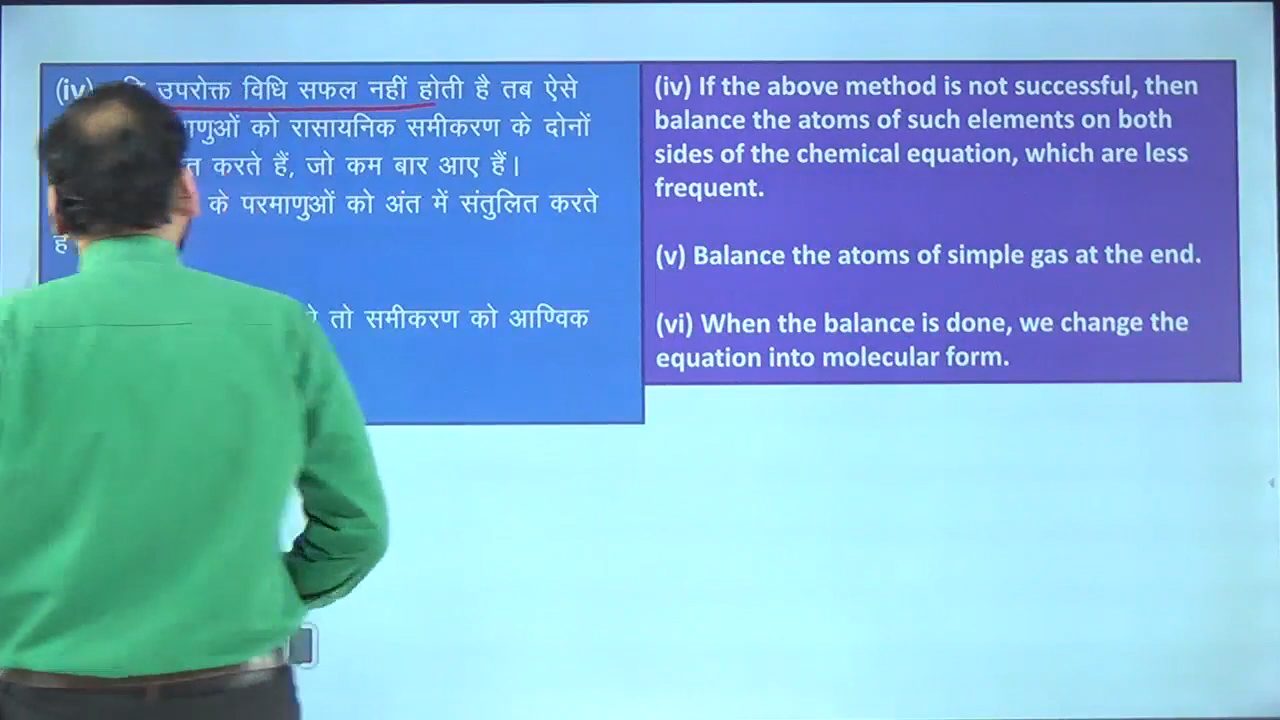 (iv) उपरोक्त विधि सफल नहीं होती है तब ऐसे
को रासायनिक समीकरण के दोनों
करते हैं, जो कम बार आए हैं।
के परमाणुओं को अंत में संतुलित करते
तो समीकरण को आण्विक
(iv) If the above method is not successful, then
balance the atoms of such elements on both
sides of the chemical equation, which are less
frequent.
(v) Balance the atoms of simple gas at the end.
(vi) When the balance is done, we change the
equation into molecular form.